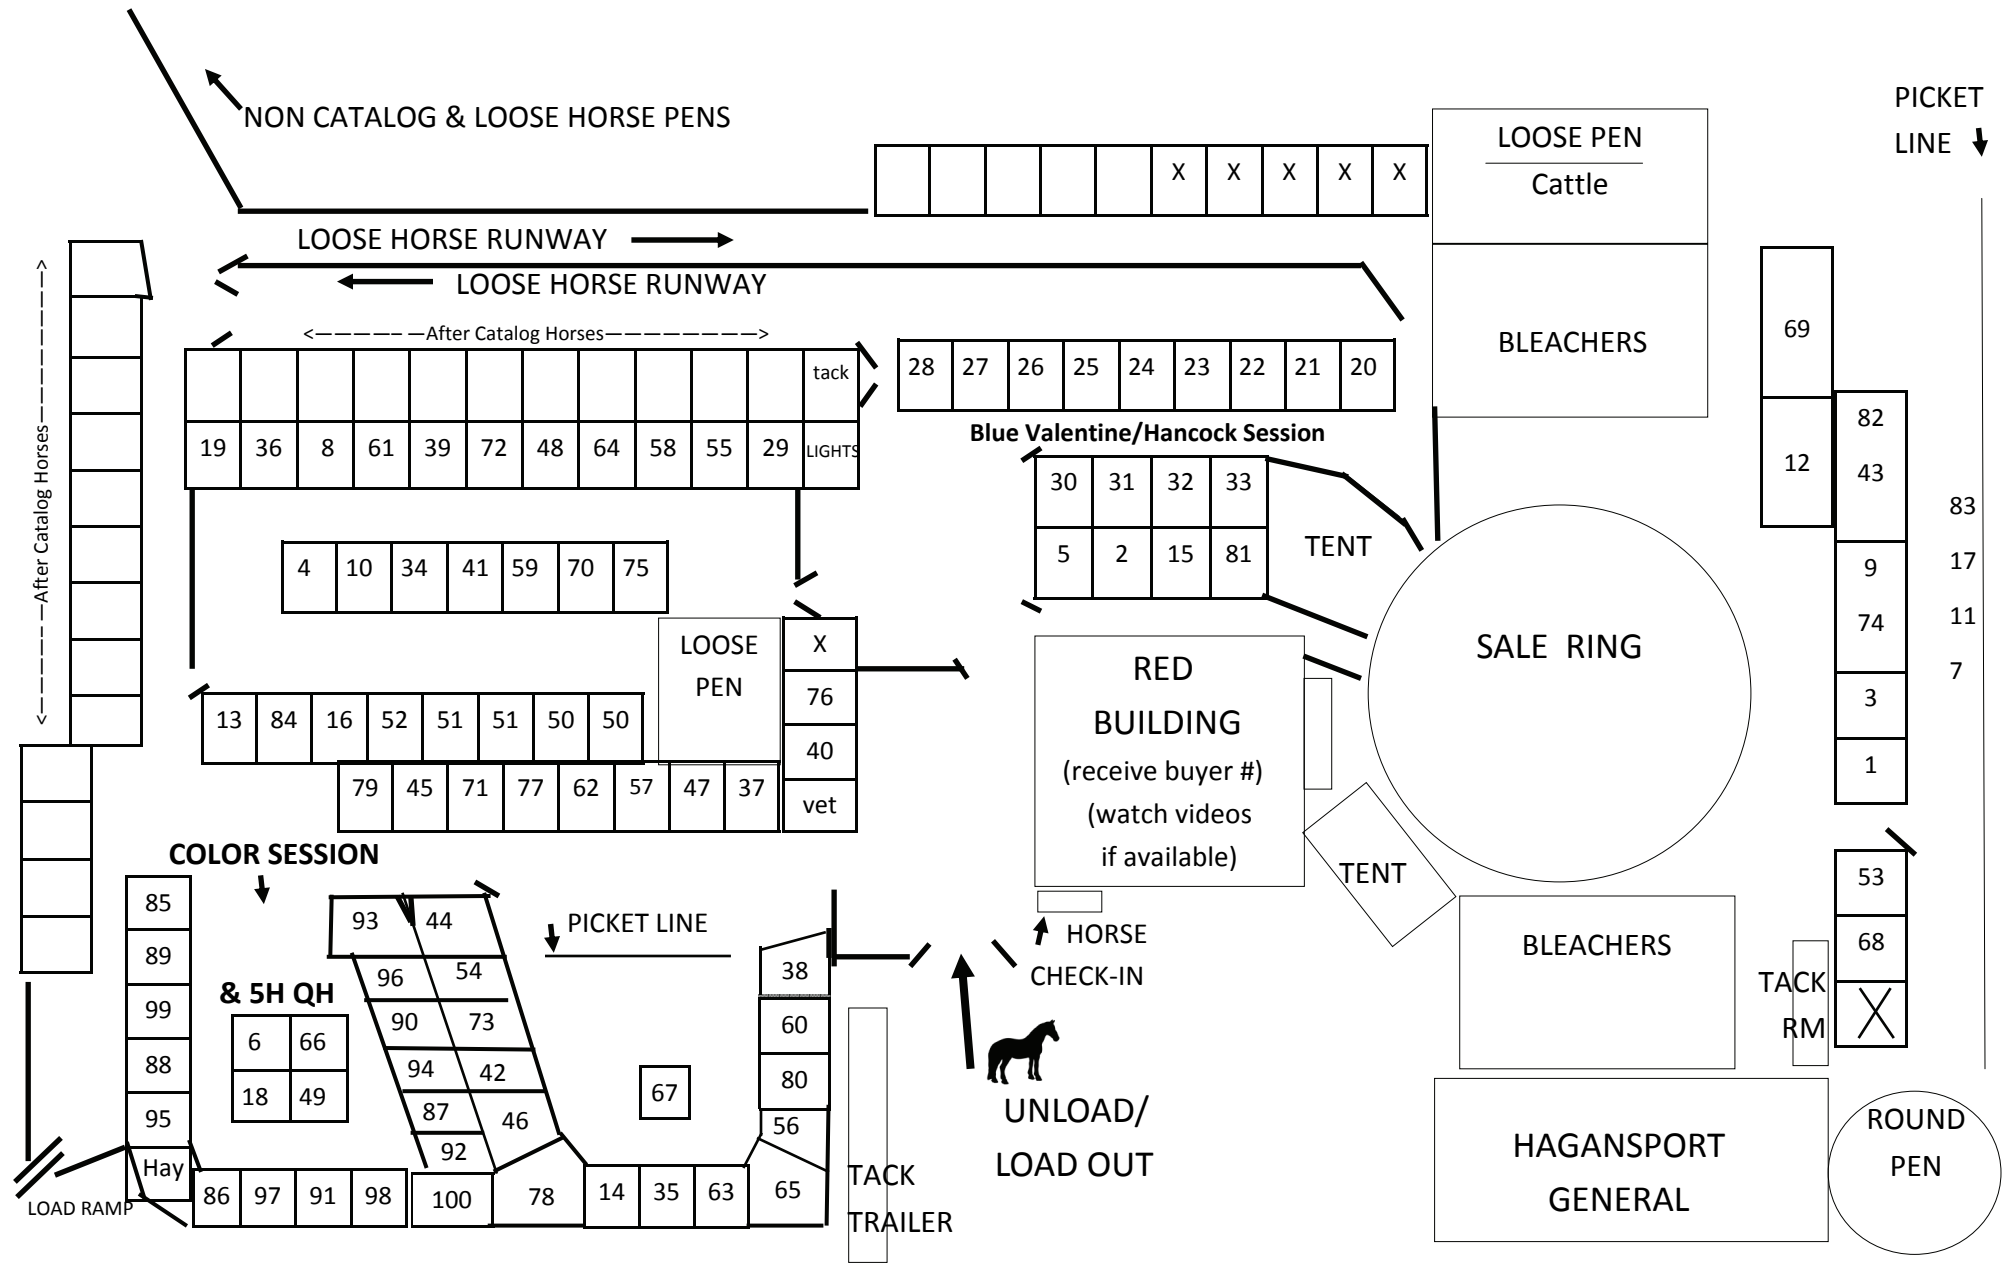 NON CATALOG & LOOSE HORSE PENS
PICKET
LINE
LOOSE PEN
Cattle
X X X X X
LOOSE HORSE RUNWAY
LOOSE HORSE RUNWAY
<————— —After Catalog Horses————————>
<——————After Catalog Horses———————————>
tack
28 27 26 25 24 23 22 21 20
BLEACHERS
69
19 36 8 61 39 72 48 64 58 55 29 LIGHTS
Blue Valentine/Hancock Session
30 31 32 33
5 2 15 81
TENT
12
82
43
9
74
3
1
83
17
11
7
4 10 34 41 59 70 75
LOOSE
PEN
X
76
40
vet
13 84 16 52 51 51 50 50
79 45 71 77 62 57 47 37
RED
BUILDING
(receive buyer #)
(watch videos
if available)
SALE RING
TENT
COLOR SESSION
& 5H QH
85
89
99
88
95
Hay
6 66
18 49
93 44
96 54
90 73
94 42
87 46
92
PICKET LINE
67
38
60
80
56
65
HORSE
CHECK-IN
BLEACHERS
53
68
X
TACK
RM
UNLOAD/
LOAD OUT
LOAD RAMP
86 97 91 98 100 78 14 35 63
TACK
TRAILER
HAGANSPORT
GENERAL
ROUND
PEN